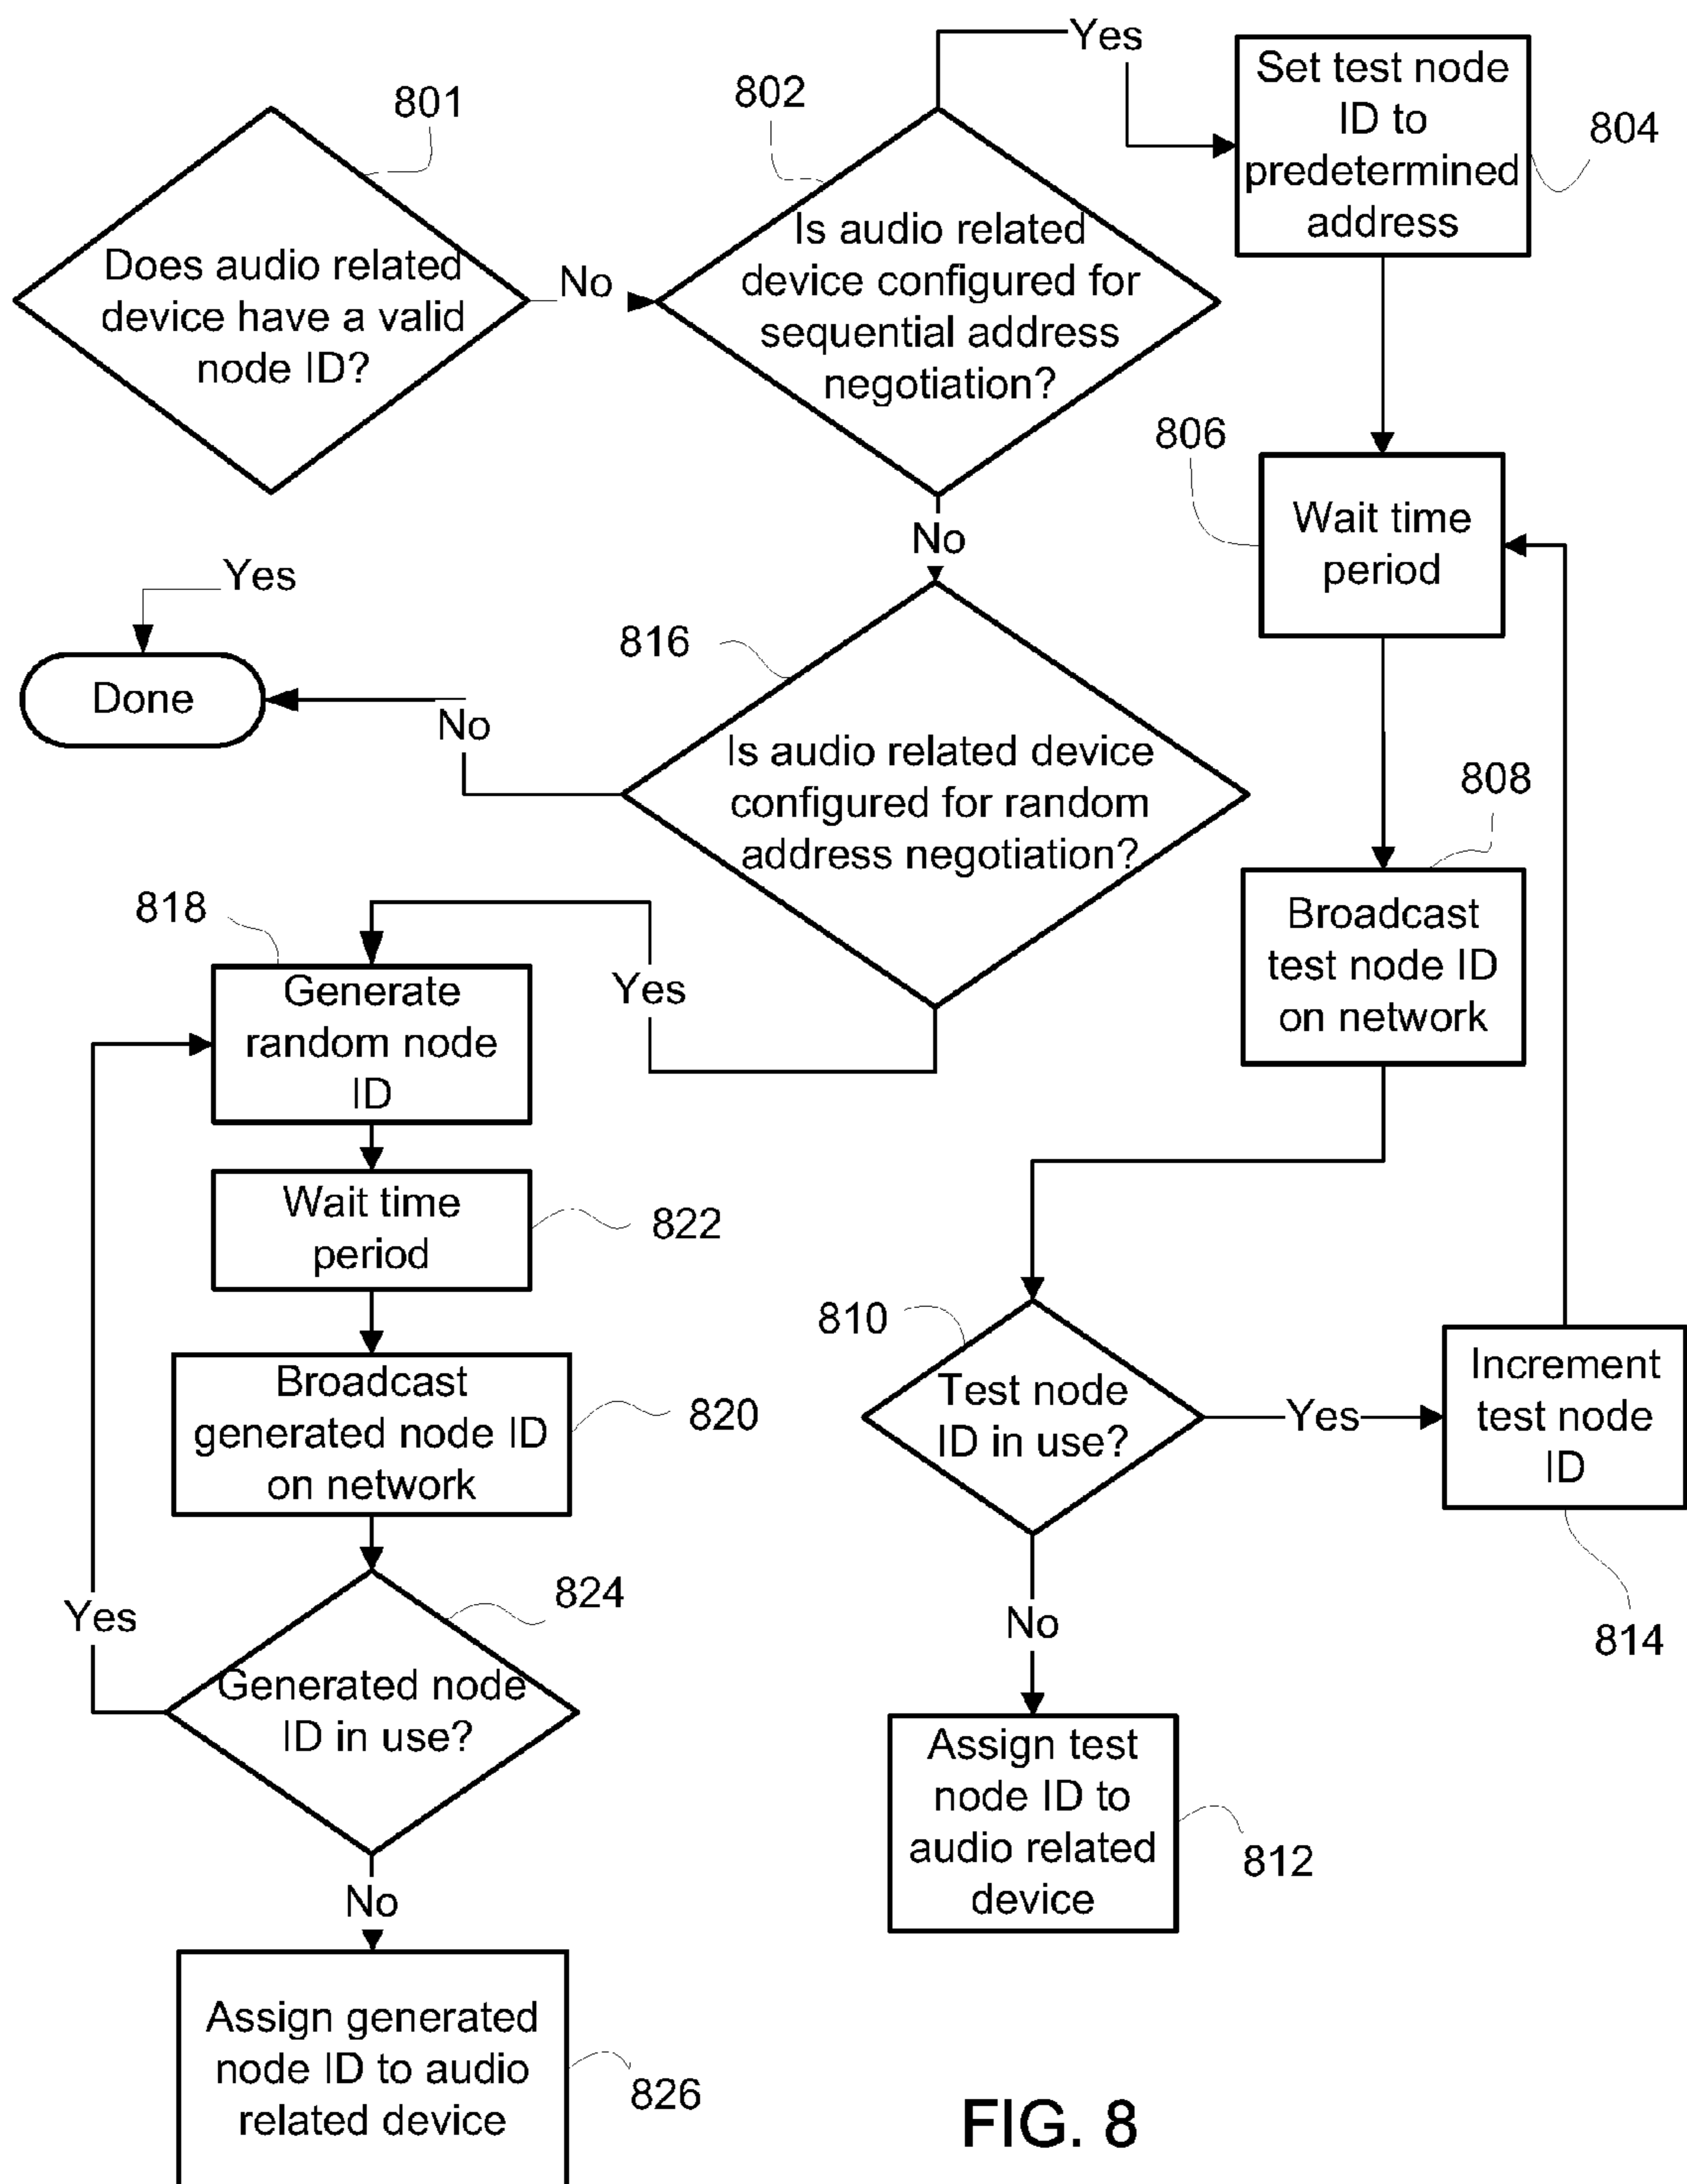 801
Does audio related
device have a valid
node ID?
No
802
Is audio related
device configured for
sequential address
negotiation?
Yes
Set test node
ID to
predetermined
address
804
806
Wait time
period
No
Yes
Done
816
No
Is audio related device
configured for random
address negotiation?
808
Broadcast
test node ID
on network
818
Generate
random node
ID
Yes
Wait time
period
822
Broadcast
generated node ID
on network
820
810
Test node
ID in use?
Yes
Increment
test node
ID
814
824
Yes
Generated node
ID in use?
No
Assign test
node ID to
audio related
device
812
No
Assign generated
node ID to audio
related device
826
FIG. 8